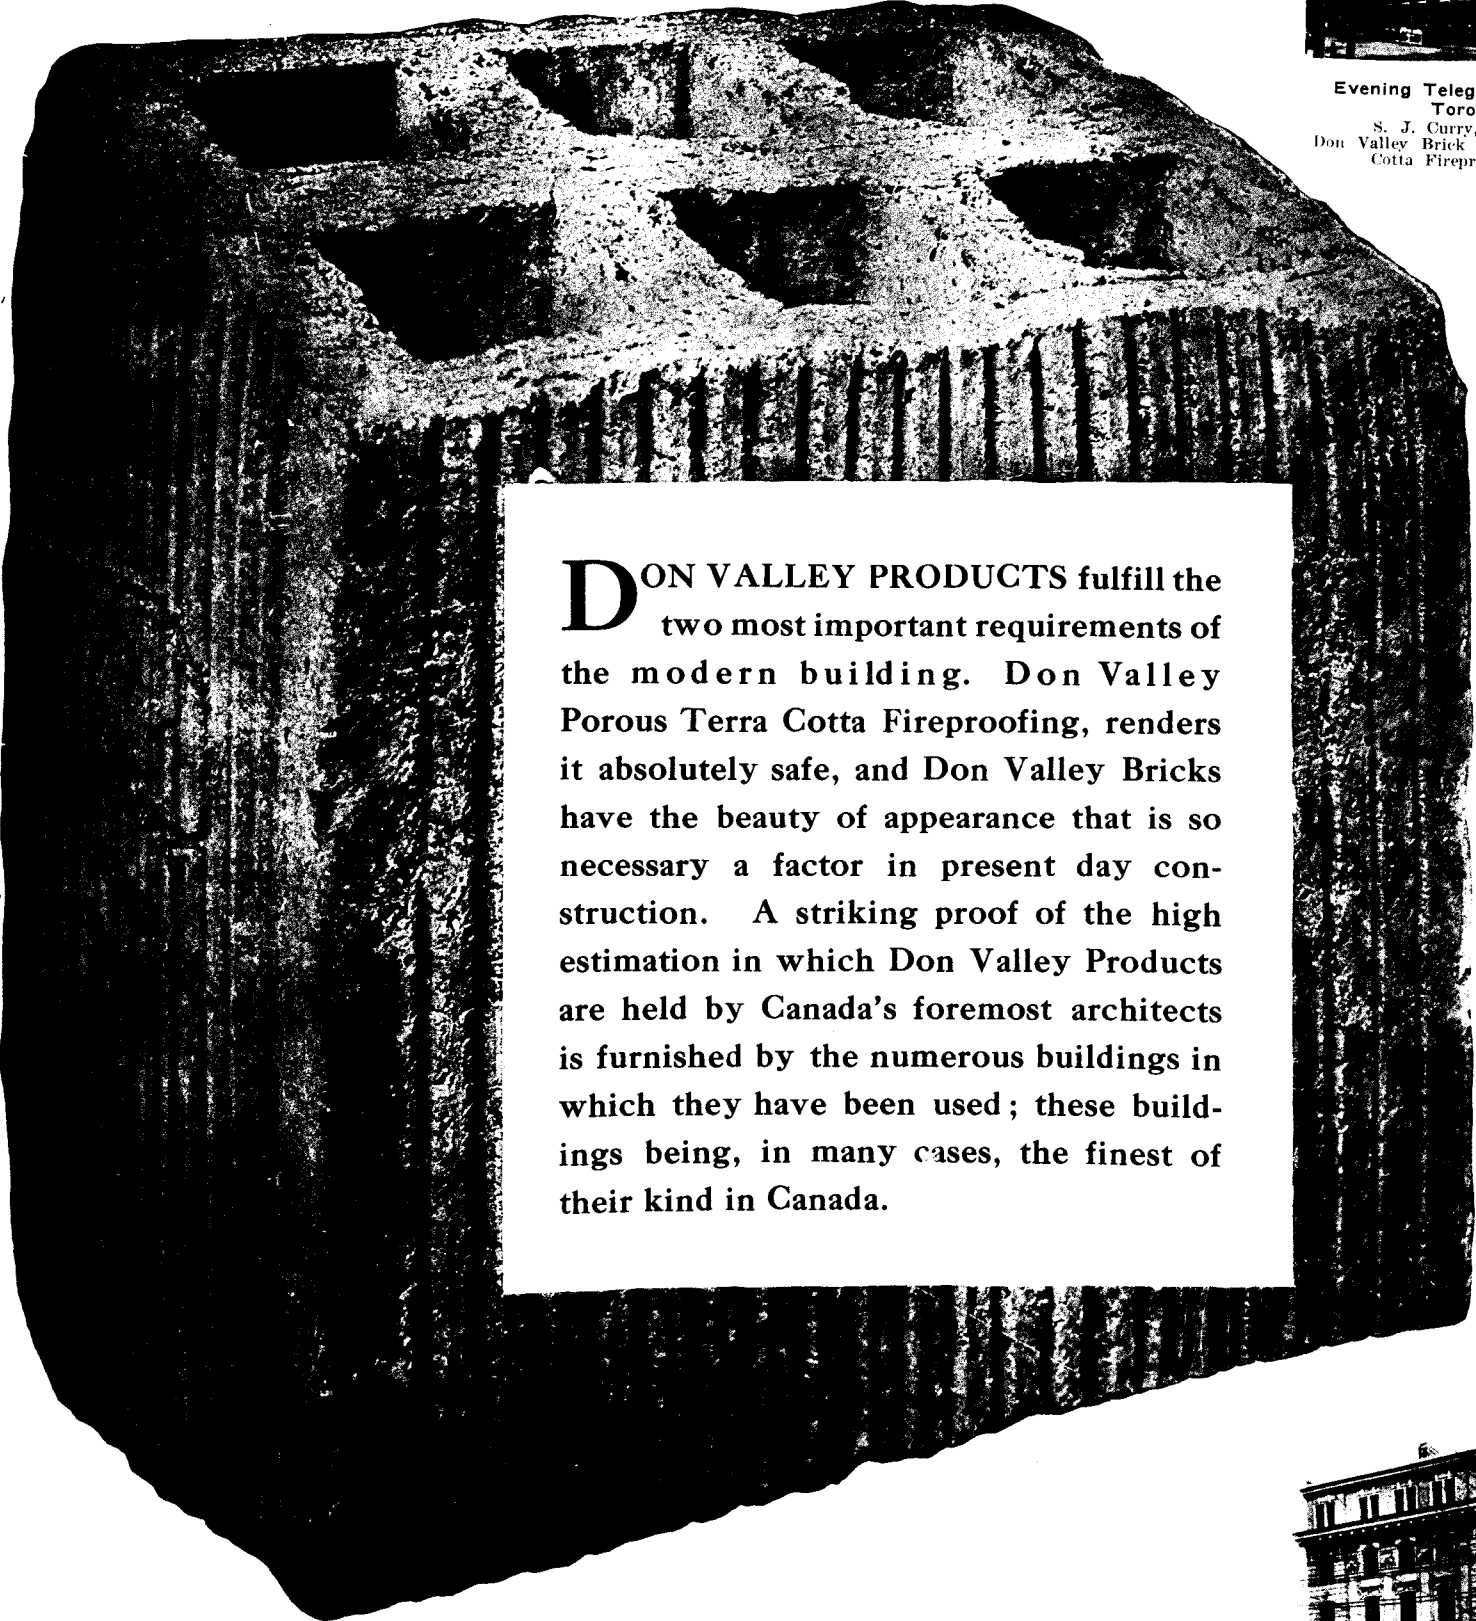 Evening Teleg
Toro
S. J. Curry,
Don Valley Brick
Cotta Firepr
DON VALLEY PRODUCTS fulfill the
two most important requirements of
the modern building. Don Valley
Porous Terra Cotta Fireproofing, renders
it absolutely safe, and Don Valley Bricks
have the beauty of appearance that is so
necessary a factor in present day con-
struction. A striking proof of the high
estimation in which Don Valley Products
are held by Canada's foremost architects
is furnished by the numerous buildings in
which they have been used; these build-
ings being, in many cases, the finest of
their kind in Canada.